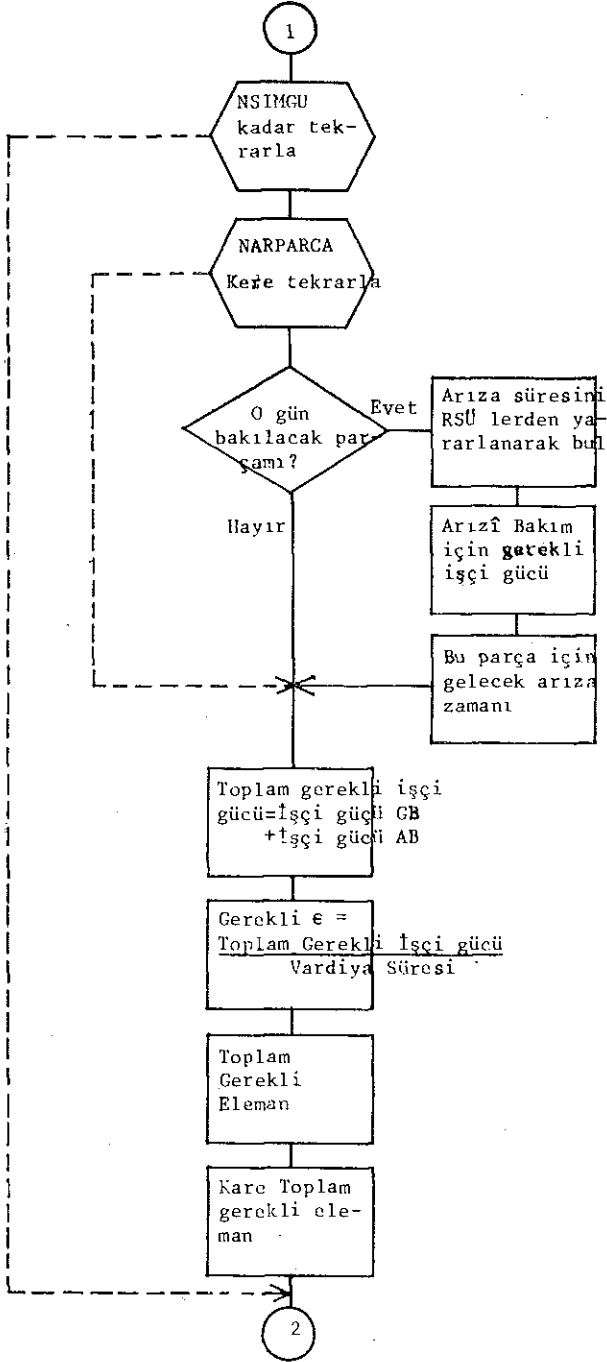 1
NSIMGU
kadar tek-
rarla
NARPARCA
Kere tekrarla
O gün
bakılacak par-
çamı?
Evet
Arıza süresini
RSÜ lerden ya-
rarlanarak bul
Arızî Bakım
için gerekli
işçi gücü
Bu parça için
gelecek arıza
zamanı
Hayır
Toplam gerekli işçi
gücü=İşçi güçü GB
+İşçi gücü AB
Gerekli € =
Toplam Gerekli İşçi gücü
Vardiya Süresi
Toplam
Gerekli
Eleman
Kare Toplam
gerekli ele-
man
2